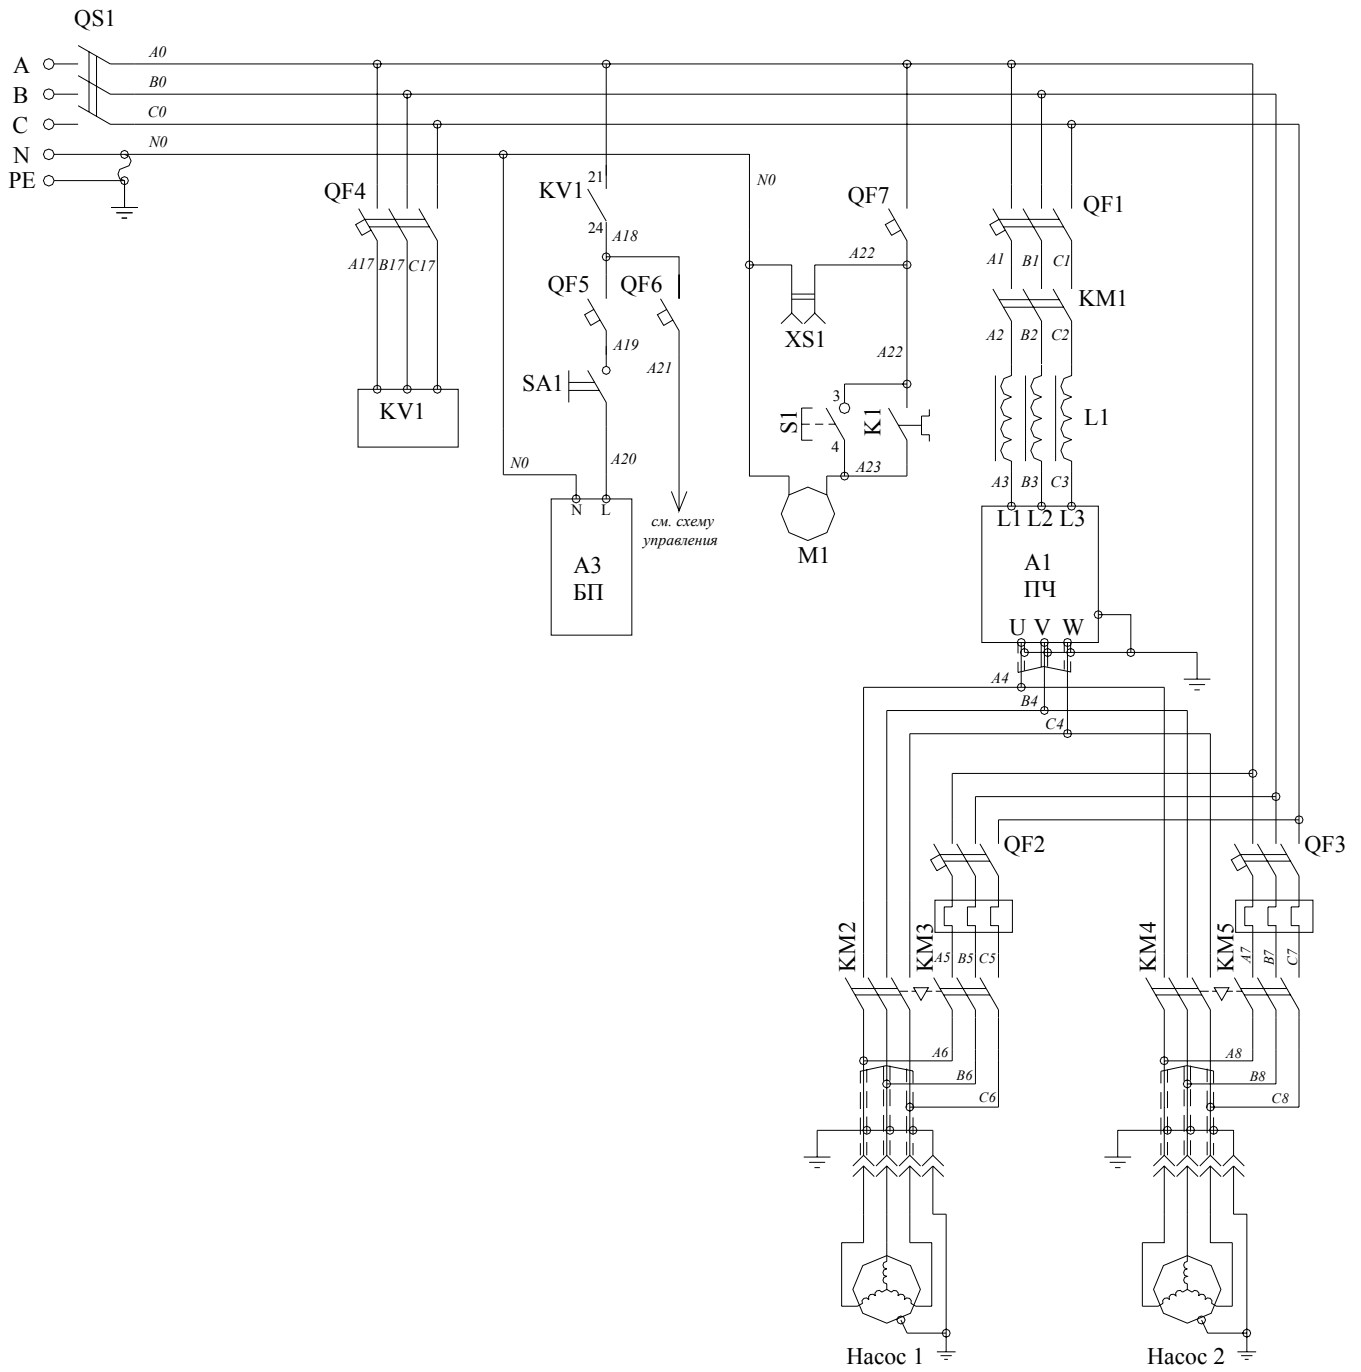 QS1
A
A0
B
B0
C
C0
N
N0
PE
QF4
KV1
21
24
A18
N0
QF7
QF1
A17
B17
C17
A22
A1
B1
C1
QF5
QF6
KM1
XS1
A19
A21
A22
A2
B2
C2
SA1
KV1
3
S1
4
K1
L1
N0
A20
A23
A3
B3
C3
N
L
см. схему
управления
M1
L1
L2
L3
A3
БП
A1
ПЧ
U
V
W
A4
B4
C4
QF2
QF3
KM2
KM3
A5
B5
C5
KM4
KM5
A7
B7
C7
A6
B6
C6
A8
B8
C8
Насос 1
Насос 2